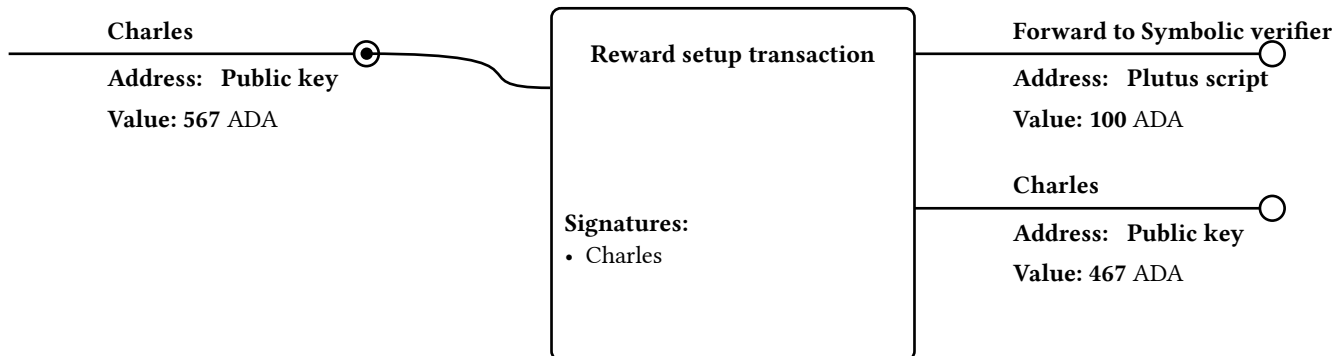 Charles
Address: Public key
Value: 567 ADA
Reward setup transaction
Signatures:
• Charles
Forward to Symbolic verifier
Address: Plutus script
Value: 100 ADA
Charles
Address: Public key
Value: 467 ADA